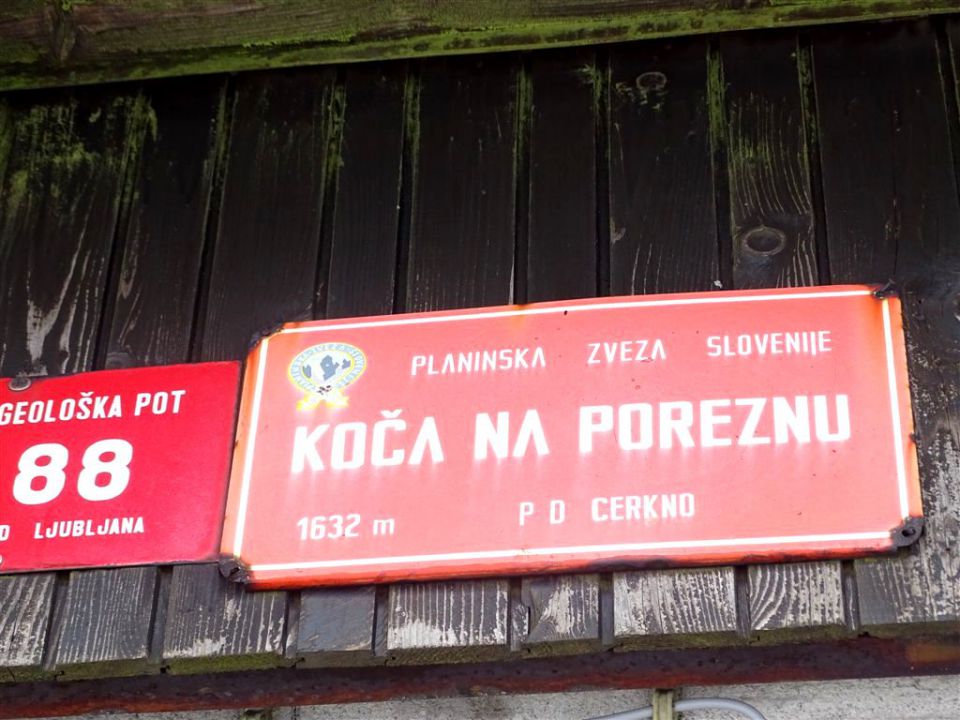 GEOLOŠKA POT
88
LJUBLJANA
PLANINSKA ZVEZA SLOVENIJE
KOČA NA POREZNU
1632 m P D CERKNO